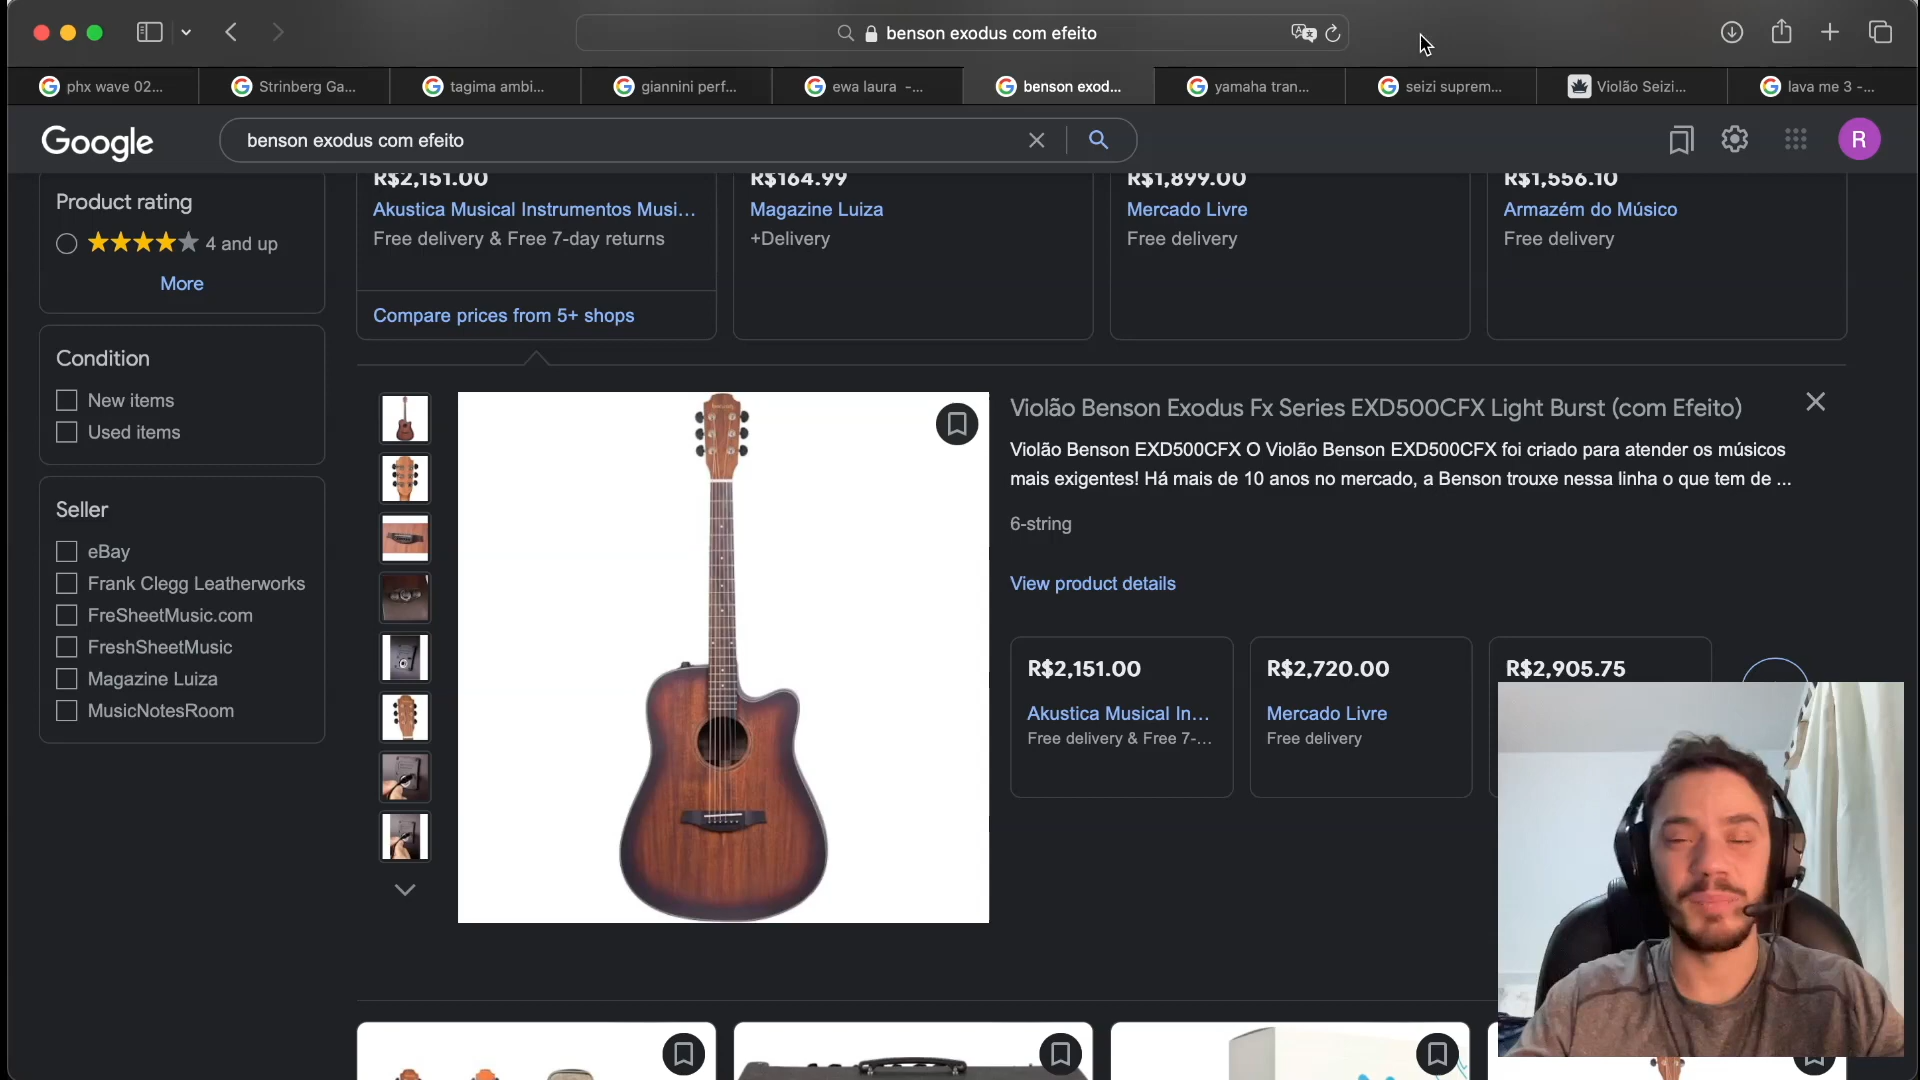 benson exodus com efeito
phx wave 02...
Strinberg Ga...
tagima ambi...
giannini perf...
ewa laura -...
benson exod...
yamaha tran...
seizi suprem...
Violão Seizi...
lava me 3 -...
Google
benson exodus com efeito
R
Product rating
4 and up
More
Condition
New items
Used items
Seller
eBay
Frank Clegg Leatherworks
FreSheetMusic.com
FreshSheetMusic
Magazine Luiza
MusicNotesRoom
R$2,151.00
Akustica Musical Instrumentos Musi...
Free delivery & Free 7-day returns
Compare prices from 5+ shops
R$164.99
Magazine Luiza
+Delivery
R$1,899.00
Mercado Livre
Free delivery
R$1,556.10
Armazém do Músico
Free delivery
Violão Benson Exodus Fx Series EXD500CFX Light Burst (com Efeito)
Violão Benson EXD500CFX O Violão Benson EXD500CFX foi criado para atender os músicos
mais exigentes! Há mais de 10 anos no mercado, a Benson trouxe nessa linha o que tem de ...
6-string
View product details
R$2,151.00
Akustica Musical In...
Free delivery & Free 7-...
R$2,720.00
Mercado Livre
Free delivery
R$2,905.75